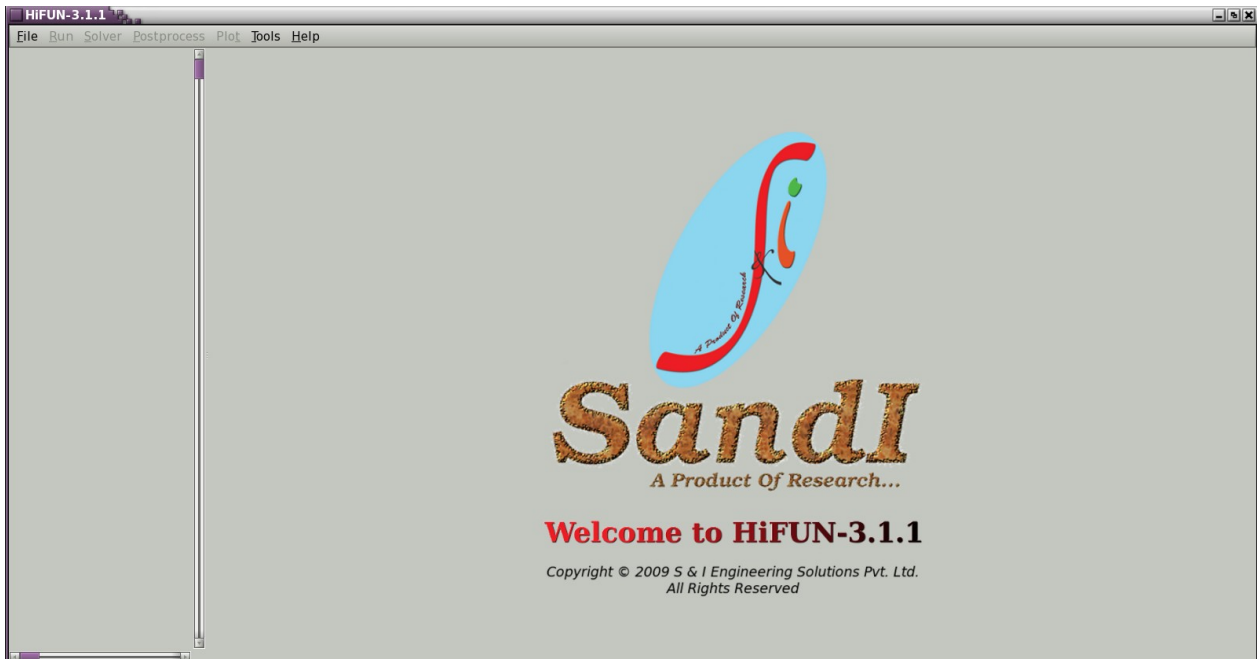 HiFUN-3.1.1
File Run Solver Postprocess Plot Tools Help
A Product Of Research
SandI
A Product Of Research...
Welcome to HiFUN-3.1.1
Copyright © 2009 S & I Engineering Solutions Pvt. Ltd.
All Rights Reserved